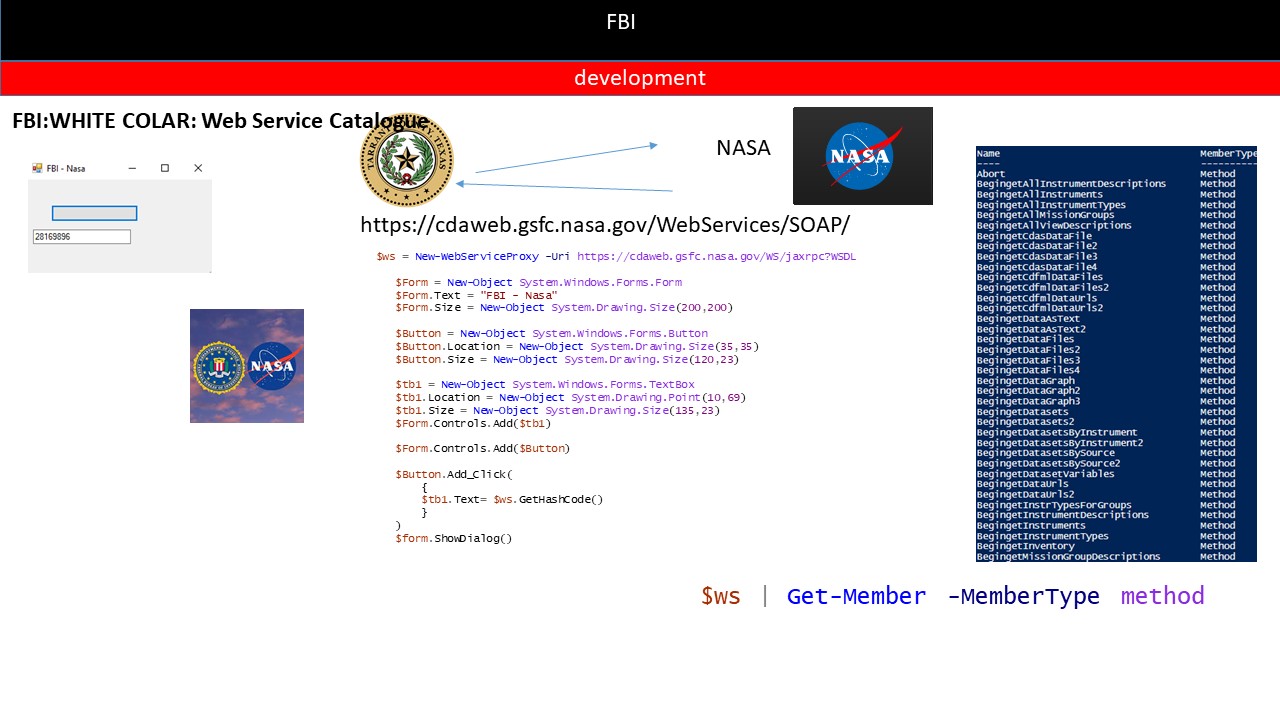 FBI
development
FBI:WHITE COLAR: Web Service Catalogue
FBI - Nasa
28169896
TARRANT COUNTY, TEXAS
NASA
NASA
https://cdaweb.gsfc.nasa.gov/WebServices/SOAP/
$ws = New-WebServiceProxy -Uri https://cdaweb.gsfc.nasa.gov/WS/jaxrpc?WSDL
$Form = New-Object System.Windows.Forms.Form
$Form.Text = "FBI - Nasa"
$Form.Size = New-Object System.Drawing.Size(200,200)
$Button = New-Object System.Windows.Forms.Button
$Button.Location = New-Object System.Drawing.Size(35,35)
$Button.Size = New-Object System.Drawing.Size(120,23)
$tb1 = New-Object System.Windows.Forms.TextBox
$tb1.Location = New-Object System.Drawing.Point(10,69)
$tb1.Size = New-Object System.Drawing.Size(135,23)
$Form.Controls.Add($tb1)
$Form.Controls.Add($Button)
$Button.Add_Click(
{
$tb1.Text= $ws.GetHashCode()
}
)
$form.ShowDialog()
NASA
Name MemberType
---- ----------
Abort Method
BegingetAllInstrumentDescriptions Method
BegingetAllInstruments Method
BegingetAllInstrumentTypes Method
BegingetAllMissionGroups Method
BegingetAllViewDescriptions Method
BegingetCdasDataFile Method
BegingetCdasDataFile2 Method
BegingetCdasDataFile3 Method
BegingetCdasDataFile4 Method
BegingetCdfmlDataFiles Method
BegingetCdfmlDataFiles2 Method
BegingetCdfmlDataUrls Method
BegingetCdfmlDataUrls2 Method
BegingetDataAsText Method
BegingetDataAsText2 Method
BegingetDataFiles Method
BegingetDataFiles2 Method
BegingetDataFiles3 Method
BegingetDataFiles4 Method
BegingetDataGraph Method
BegingetDataGraph2 Method
BegingetDataGraph3 Method
BegingetDatasets Method
BegingetDatasets2 Method
BegingetDatasetsByInstrument Method
BegingetDatasetsByInstrument2 Method
BegingetDatasetsBySource Method
BegingetDatasetsBySource2 Method
BegingetDatasetVariables Method
BegingetDataUrls Method
BegingetDataUrls2 Method
BegingetInstrTypesForGroups Method
BegingetInstrumentDescriptions Method
BegingetInstruments Method
BegingetInstrumentTypes Method
BegingetInventory Method
BegingetMissionGroupDescriptions Method
$ws | Get-Member -MemberType method